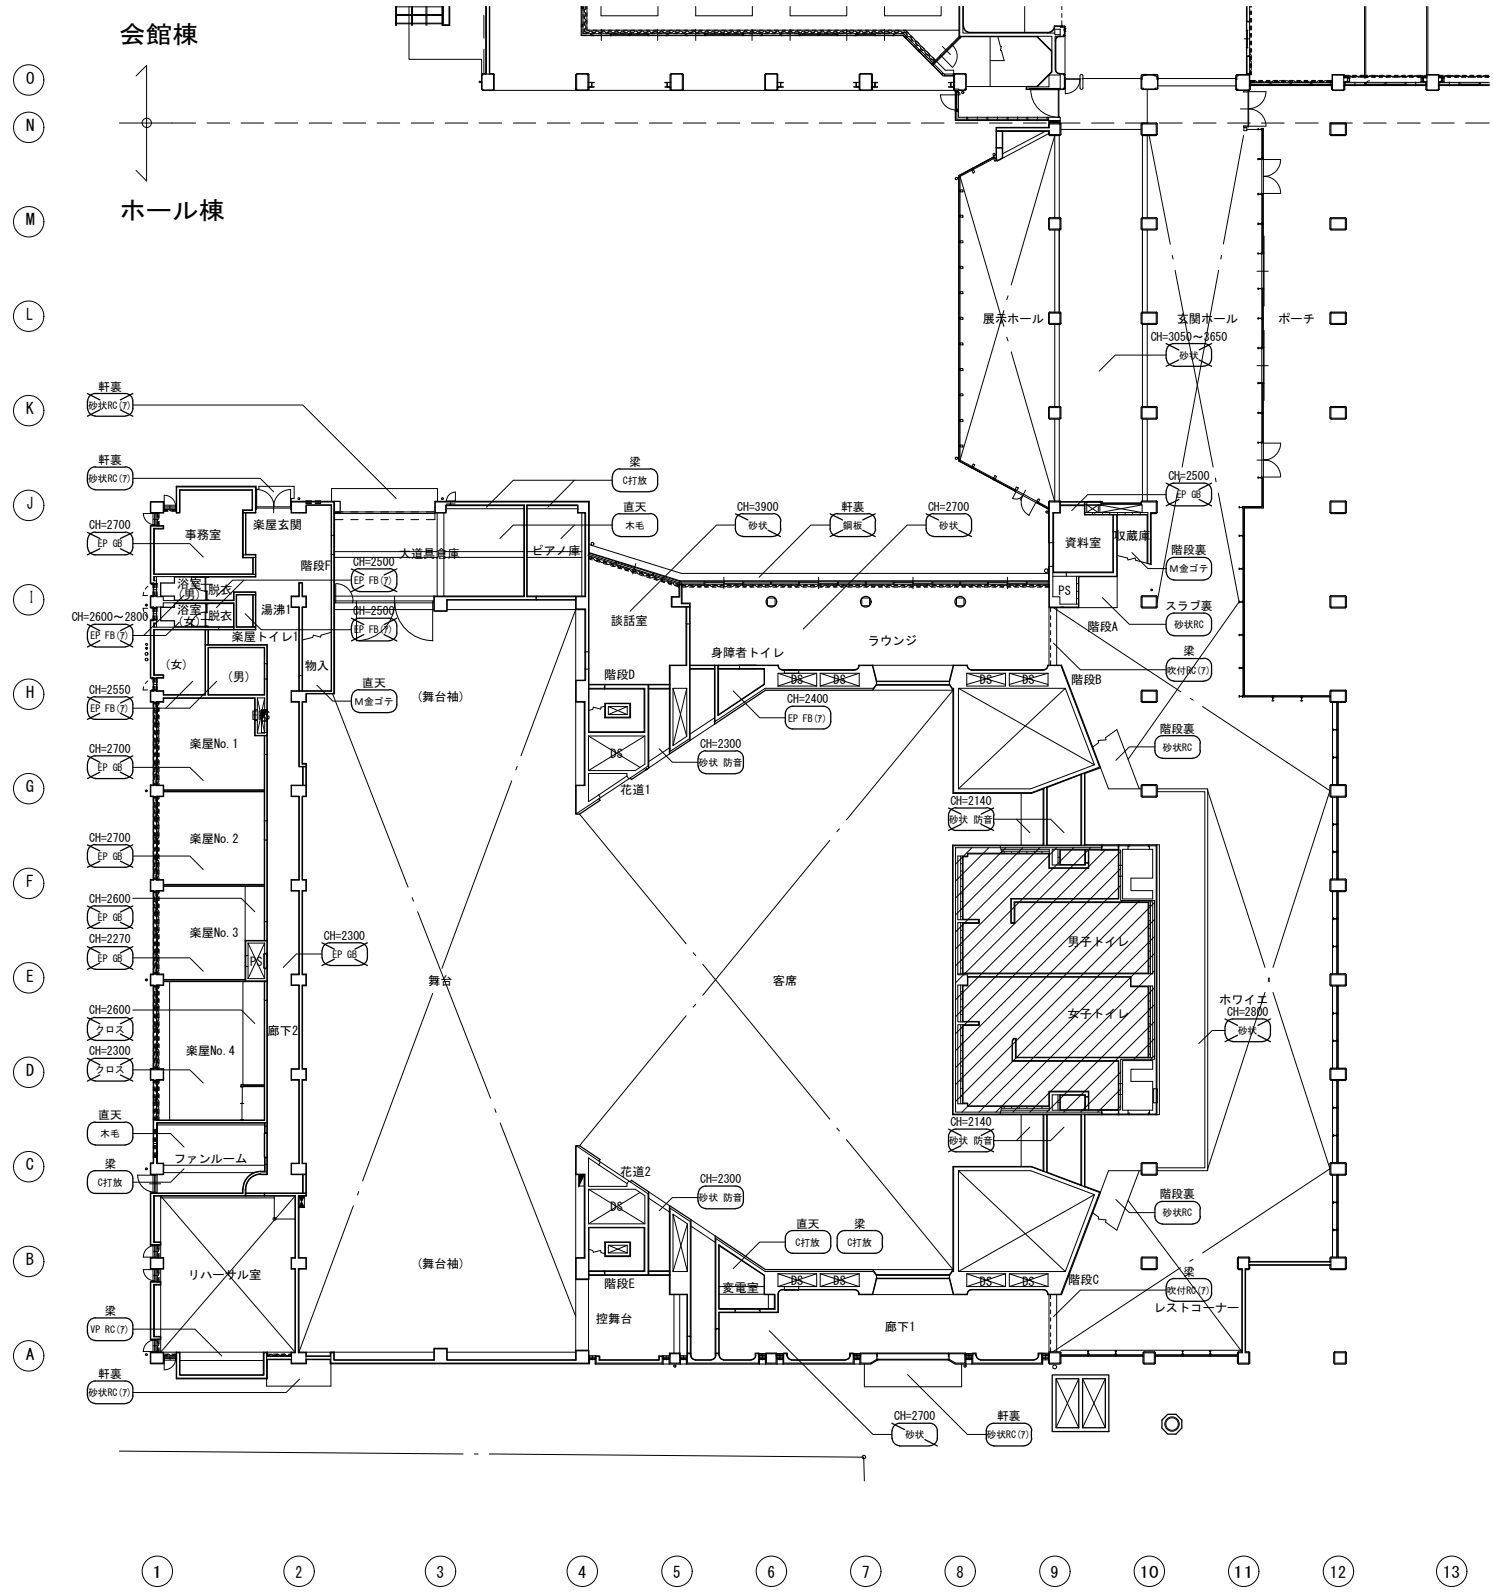 会館棟
O
N
ホール棟
M
L
展示ホール
玄関ホール
ポーチ
CH=3050〜3650
砂状
軒裏
砂状RC(7)
K
軒裏
砂状RC(7)
梁
C打放
CH=2500
EP GB
J
CH=2700
EP GB
事務室
楽屋玄関
直天
木毛
CH=3900
砂状
軒裏
鋼板
CH=2700
砂状
大道具倉庫
ピアノ庫
資料室
収蔵庫
階段裏
M金ゴテ
階段F
CH=2500
EP FB(7)
浴室
(男)
脱衣
I
PS
浴室
(女)
脱衣
湯沸1
CH=2500
EP FB(7)
CH=2600〜2800
EP FB(7)
楽屋トイレ1
談話室
ラウンジ
スラブ裏
砂状RC
階段A
身障者トイレ
梁
吹付RC(7)
(女)
(男)
物入
階段D
階段B
H
CH=2550
EP FB(7)
直天
M金ゴテ
(舞台袖)
DS
DS
DS
DS
CH=2400
EP FB(7)
楽屋No.1
CH=2700
EP GB
DS
CH=2300
砂状 防音
階段裏
砂状RC
G
花道1
CH=2140
砂状 防音
CH=2700
EP GB
楽屋No.2
F
CH=2600
EP GB
楽屋No.3
CH=2270
EP GB
PS
CH=2300
EP GB
男子トイレ
E
舞台
客席
ホワイエ
CH=2800
砂状
CH=2600
クロス
廊下2
女子トイレ
CH=2300
クロス
楽屋No.4
D
直天
木毛
CH=2140
砂状 防音
ファンルーム
C
梁
C打放
花道2
CH=2300
砂状 防音
DS
階段裏
砂状RC
直天
C打放
梁
C打放
B
リハーサル室
(舞台袖)
階段E
変電室
DS
DS
DS
DS
階段C
梁
吹付RC(7)
レストコーナー
梁
VP RC(7)
控舞台
廊下1
A
軒裏
砂状RC(7)
CH=2700
砂状
軒裏
砂状RC(7)
1
2
3
4
5
6
7
8
9
10
11
12
13